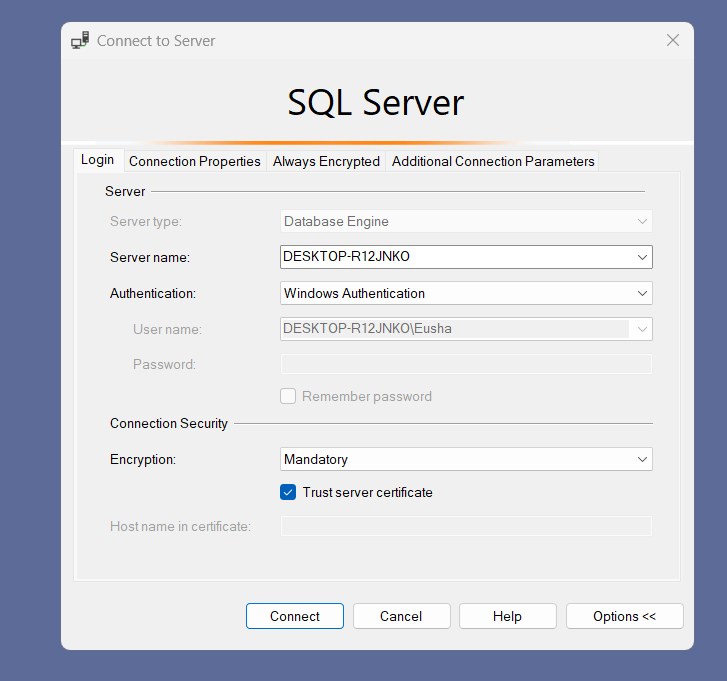 Connect to Server
SQL Server
Login Connection Properties Always Encrypted Additional Connection Parameters
Server
Server type: Database Engine
Server name: DESKTOP-R12JNKO
Authentication: Windows Authentication
User name: DESKTOP-R12JNKO\Eusha
Password:
Remember password
Connection Security
Encryption: Mandatory
Trust server certificate
Host name in certificate:
Connect Cancel Help Options <<